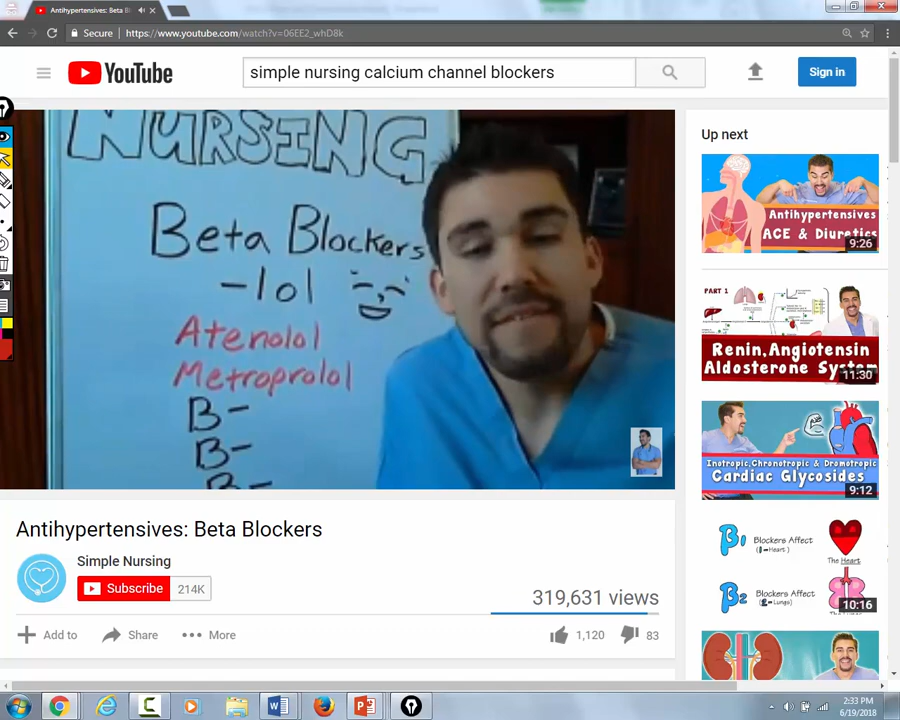 Antihypertensives: Beta B
Secure
https://www.youtube.com/watch?v=06EE2_whD8k
YouTube
simple nursing calcium channel blockers
Sign in
NURSING
Beta Blockers
-lol
Atenolol
Metroprolol
B-
B-
B-
Up next
Antihypertensives
ACE & Diuretics
9:26
PART 1
Renin, Angiotensin
Aldosterone System
11:30
Inotropic, Chronotropic & Dromotropic
Cardiac Glycosides
9:12
β1 Blockers Affect
The Heart
β2 Blockers Affect
10:16
Antihypertensives: Beta Blockers
Simple Nursing
Subscribe 214K
319,631 views
Add to Share More
1,120 83
2:33 PM
6/19/2018